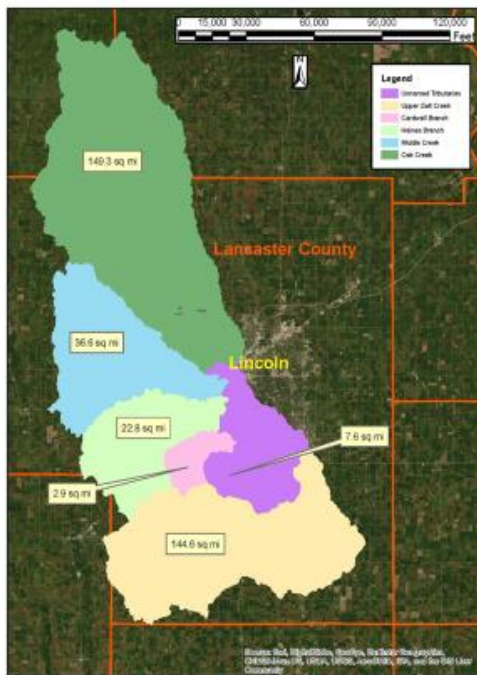 0 15,000 30,000 60,000 90,000 120,000
Feet
N
Legend
Unnamed Tributaries
Upper Salt Creek
Cardwell Branch
Haines Branch
Middle Creek
Oak Creek
149.3 sq mi
Lancaster County
36.6 sq mi
Lincoln
22.8 sq mi
7.6 sq mi
2.9 sq mi
144.6 sq mi